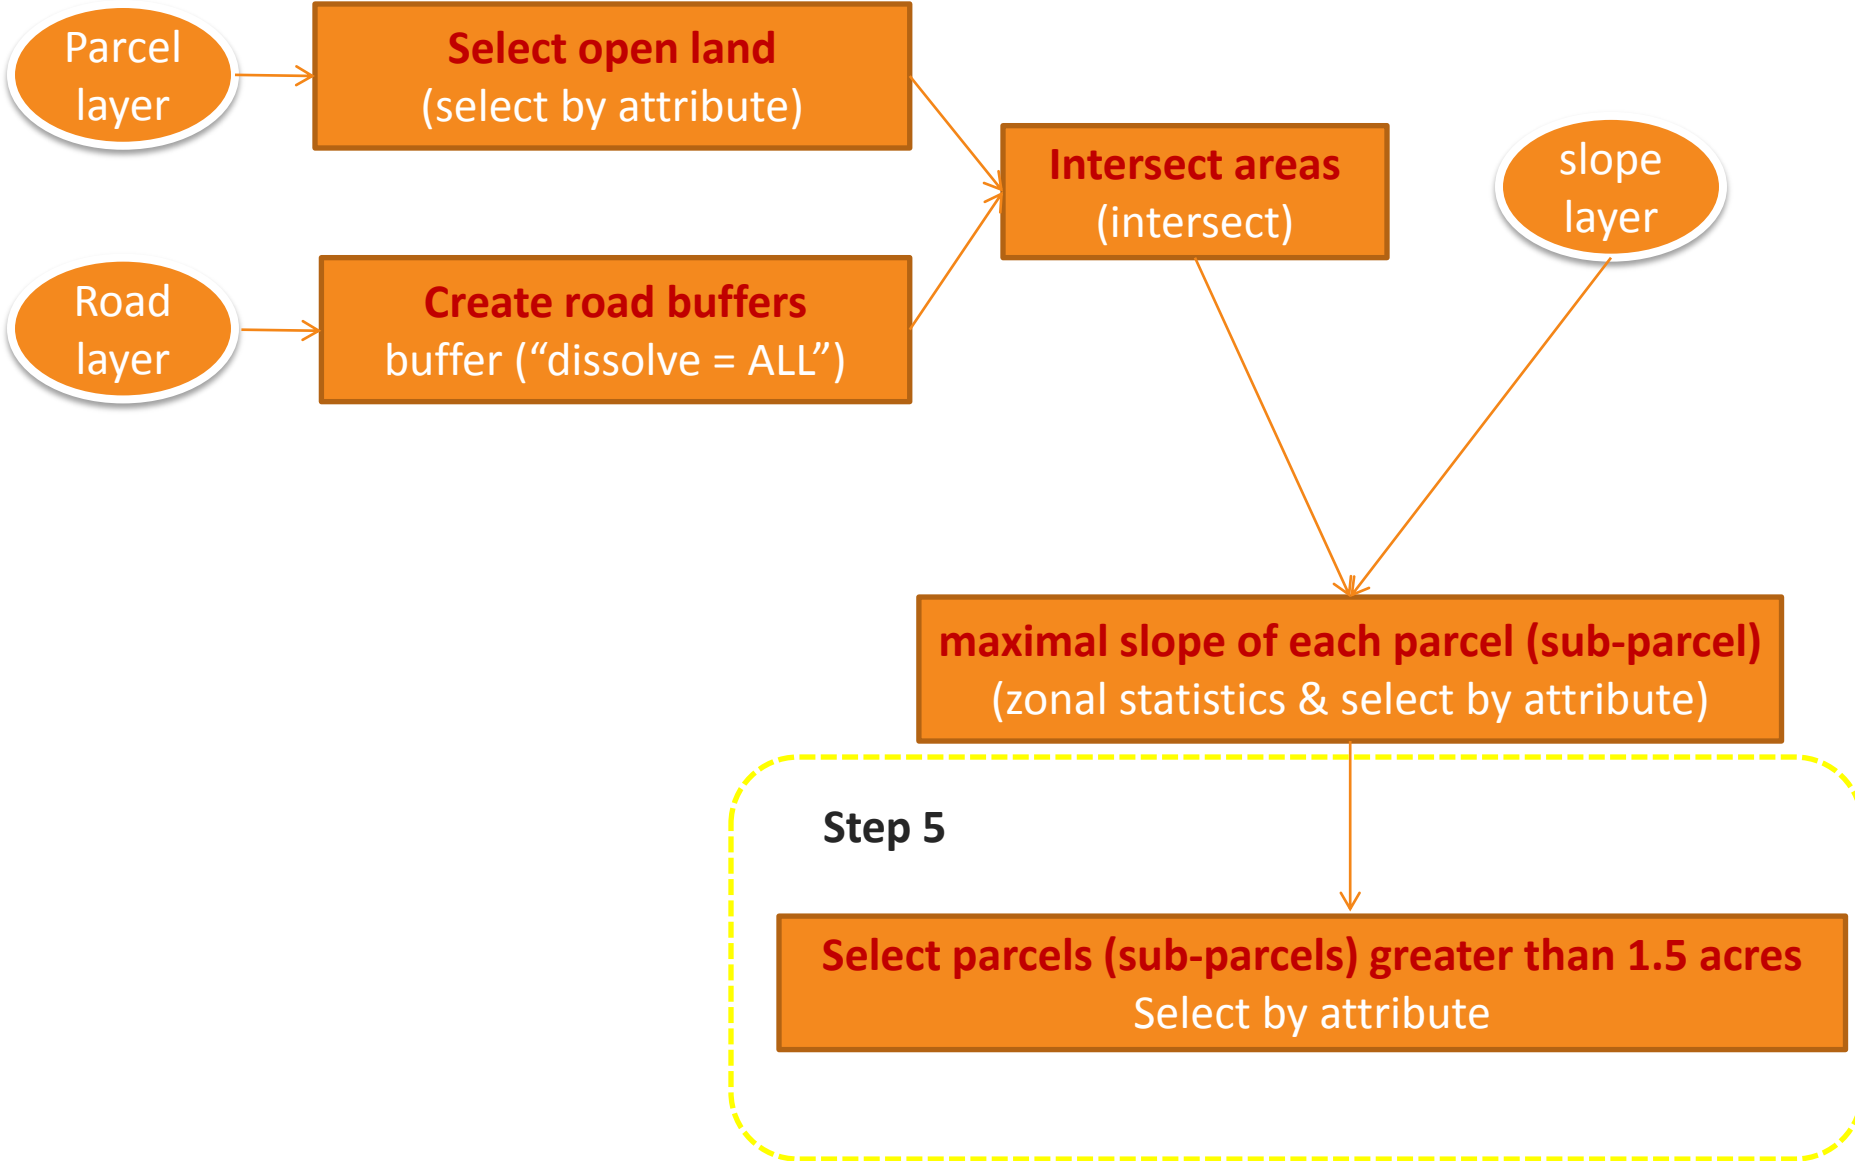 Parcel
layer
Select open land
(select by attribute)
Intersect areas
(intersect)
slope
layer
Road
layer
Create road buffers
buffer (“dissolve = ALL”)
maximal slope of each parcel (sub-parcel)
(zonal statistics & select by attribute)
Step 5
Select parcels (sub-parcels) greater than 1.5 acres
Select by attribute